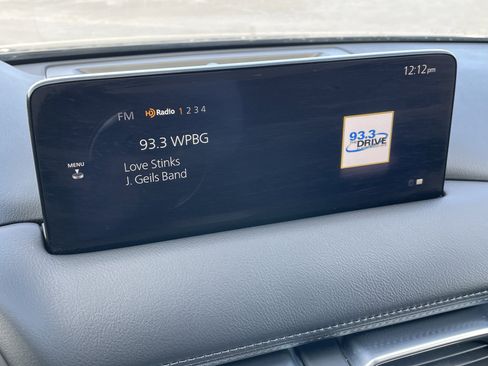 12:12pm
FM HD Radio 1 2 3 4
93.3 WPBG
MENU
Love Stinks
J. Geils Band
93.3
THE DRIVE